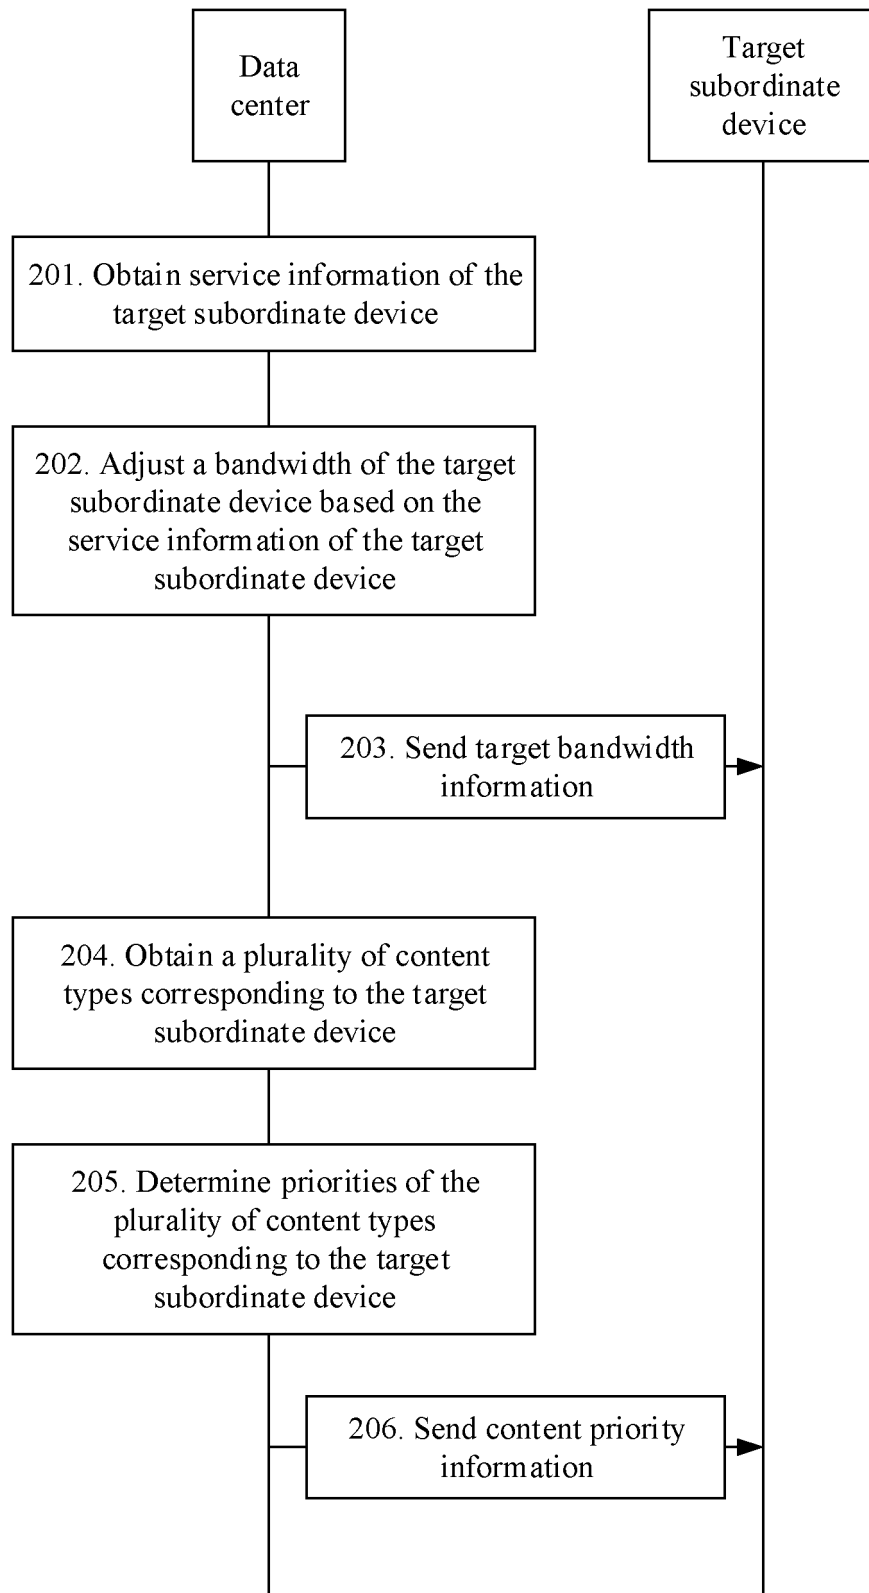 Data
center
Target
subordinate
device
201. Obtain service information of the
target subordinate device
202. Adjust a bandwidth of the target
subordinate device based on the
service information of the target
subordinate device
203. Send target bandwidth
information
204. Obtain a plurality of content
types corresponding to the target
subordinate device
205. Determine priorities of the
plurality of content types
corresponding to the target
subordinate device
206. Send content priority
information